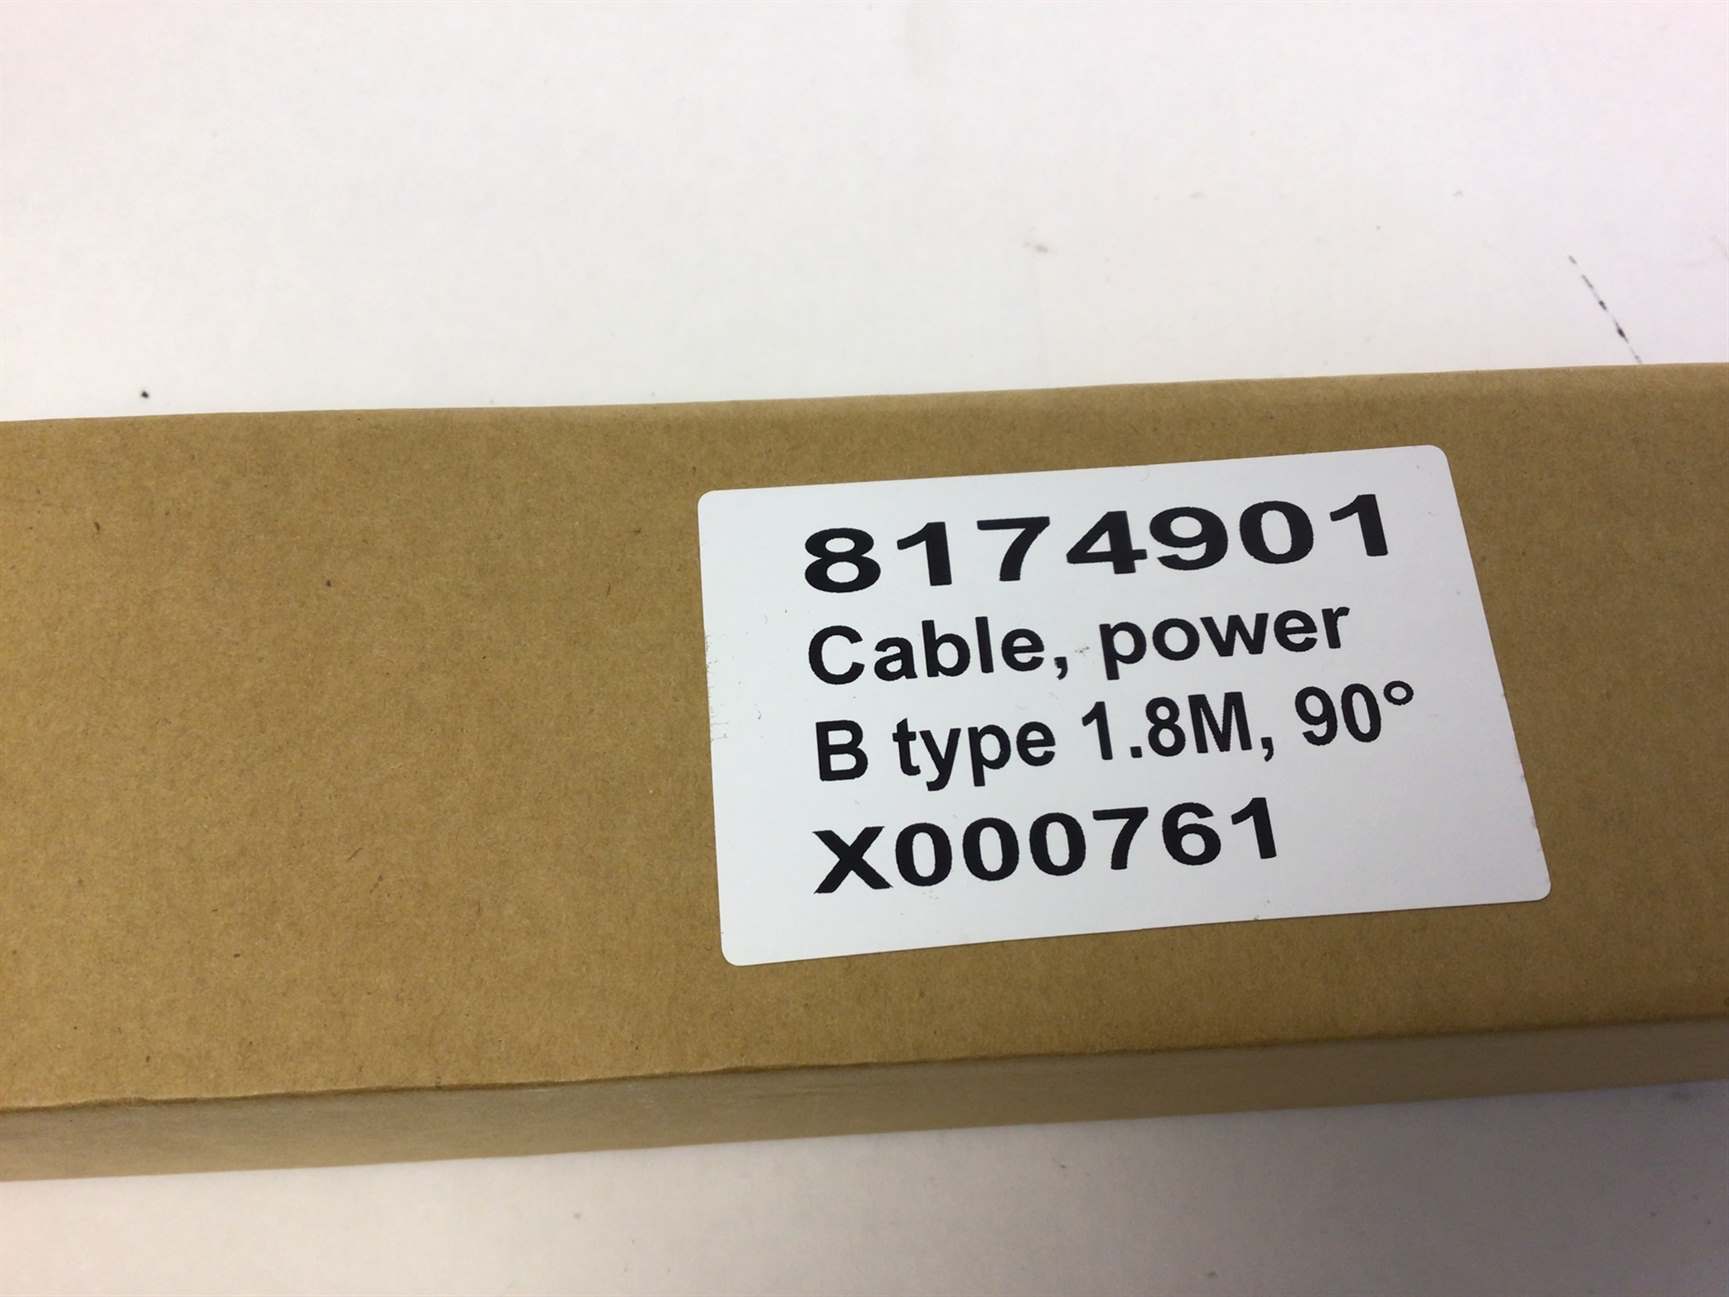 8174901
Cable, power
B type 1.8M, 90°
X000761